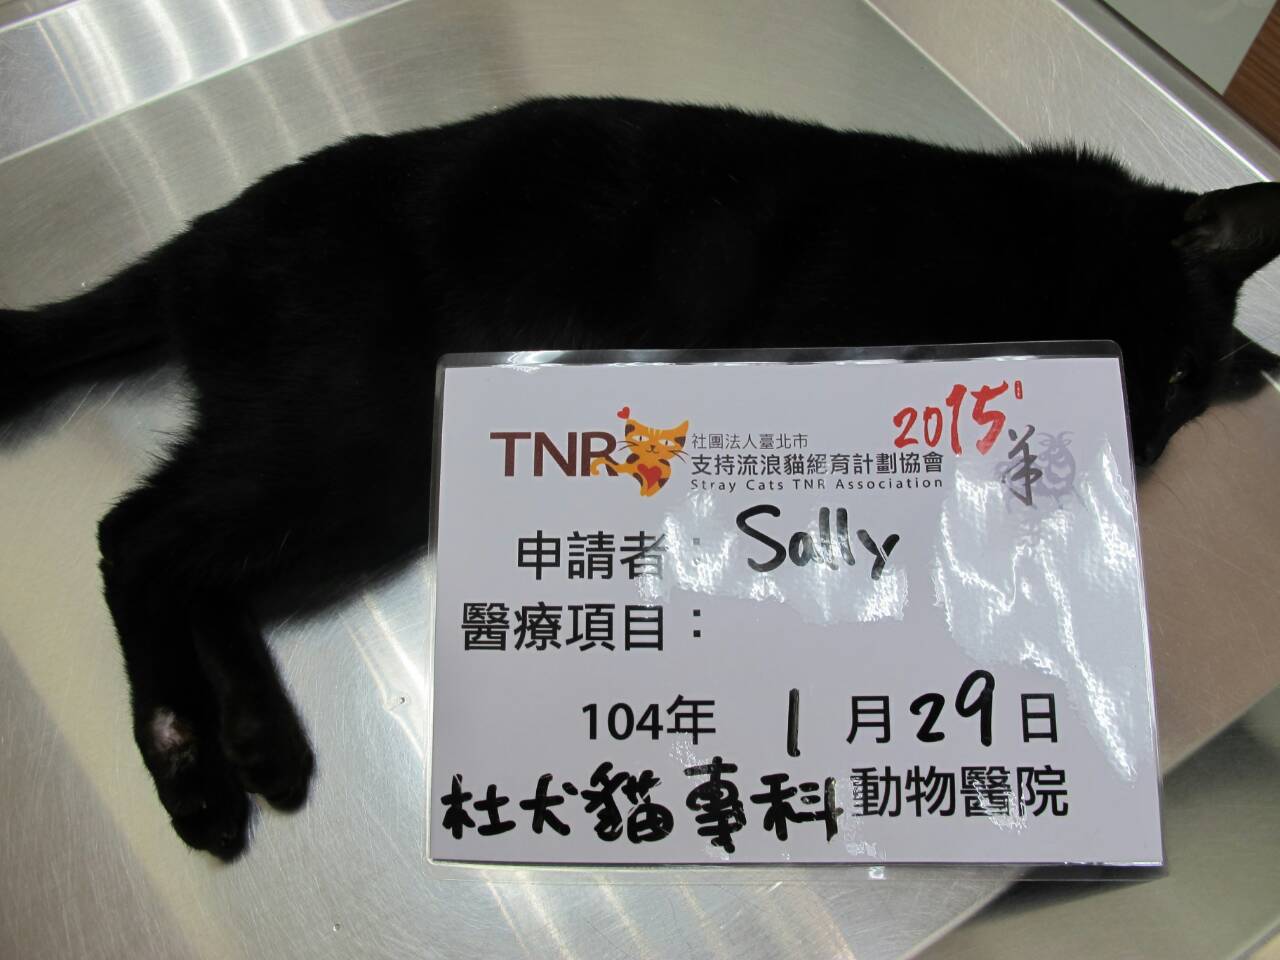 TNR
社團法人臺北市
支持流浪貓絕育計劃協會
Stray Cats TNR Association
2015
羊
申請者： Sally
醫療項目：
104年 1月29日
杜犬貓專科動物醫院